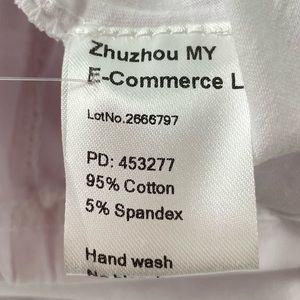 Zhuzhou MY
E-Commerce L
LotNo.2666797
PD: 453277
95% Cotton
5% Spandex
Hand wash